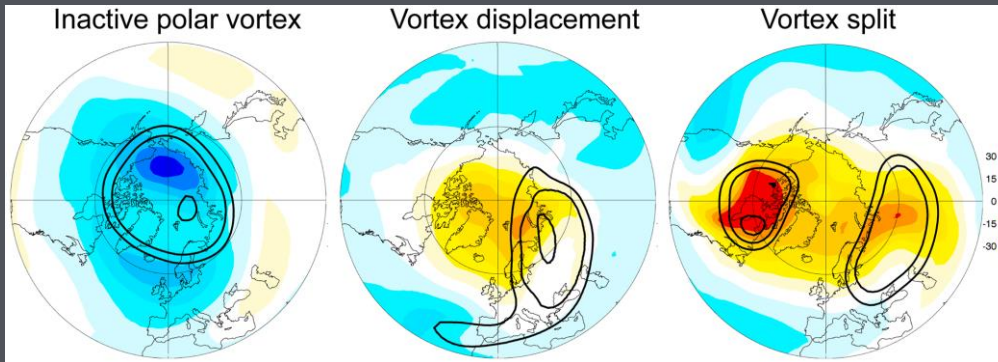 Inactive polar vortex
Vortex displacement
Vortex split
30
15
0
-15
-30